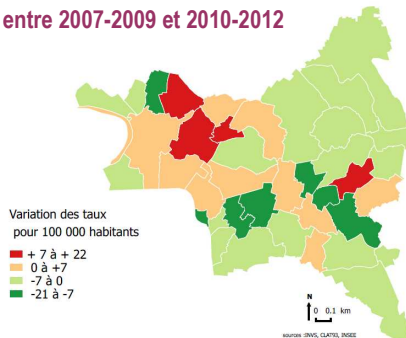 entre 2007-2009 et 2010-2012
Variation des taux
pour 100 000 habitants
+ 7 à + 22
0 à +7
-7 à 0
-21 à -7
N
0 0.1 km
sources :INVS, CLAT93, INSEE